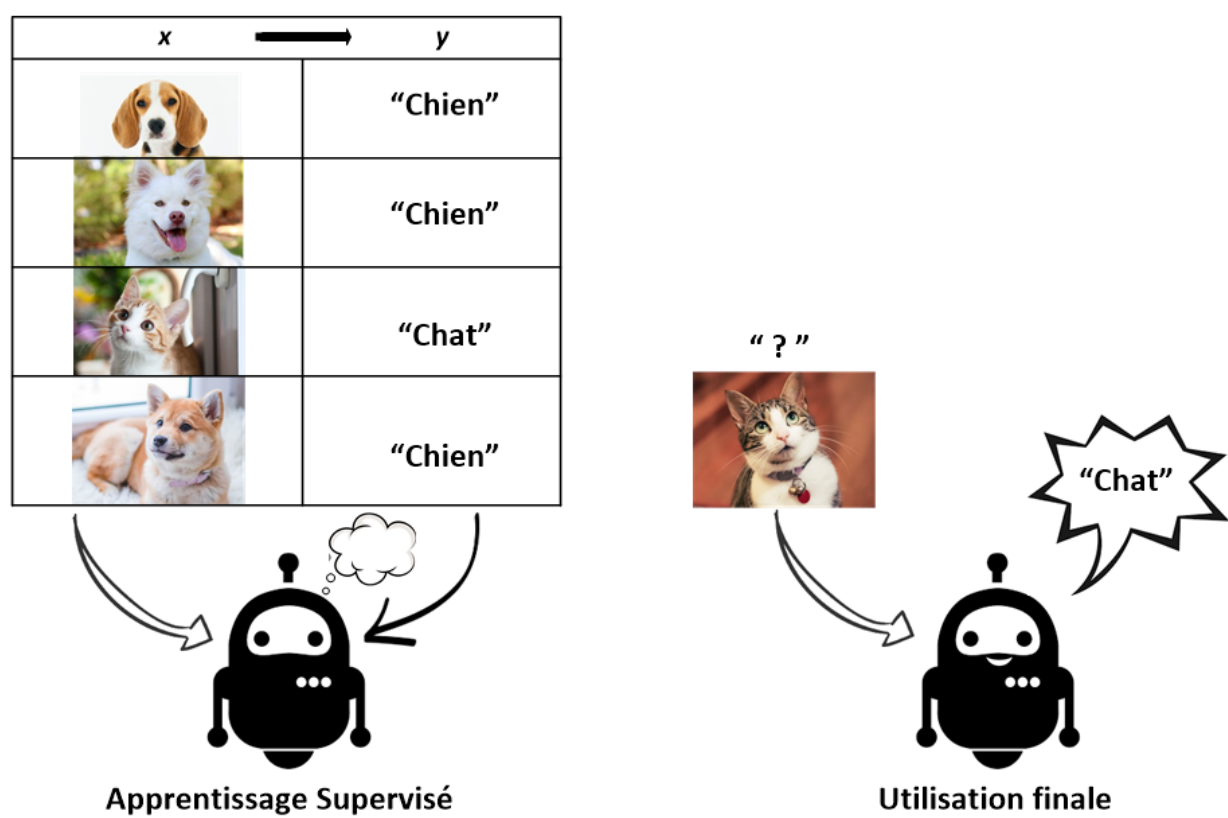 x y
“Chien”
“Chien”
“Chat”
“Chien”
“ ? ”
“Chat”
Apprentissage Supervisé
Utilisation finale